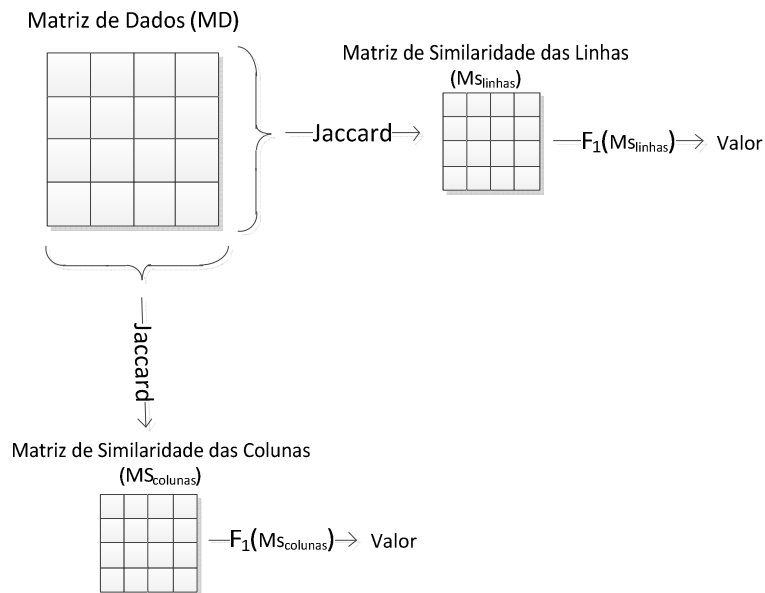 Matriz de Dados (MD)
Matriz de Similaridade das Linhas
(Mslinhas)
Jaccard
F1(Mslinhas)
Valor
Jaccard
Matriz de Similaridade das Colunas
(MScolunas)
F1(Mscolunas)
Valor